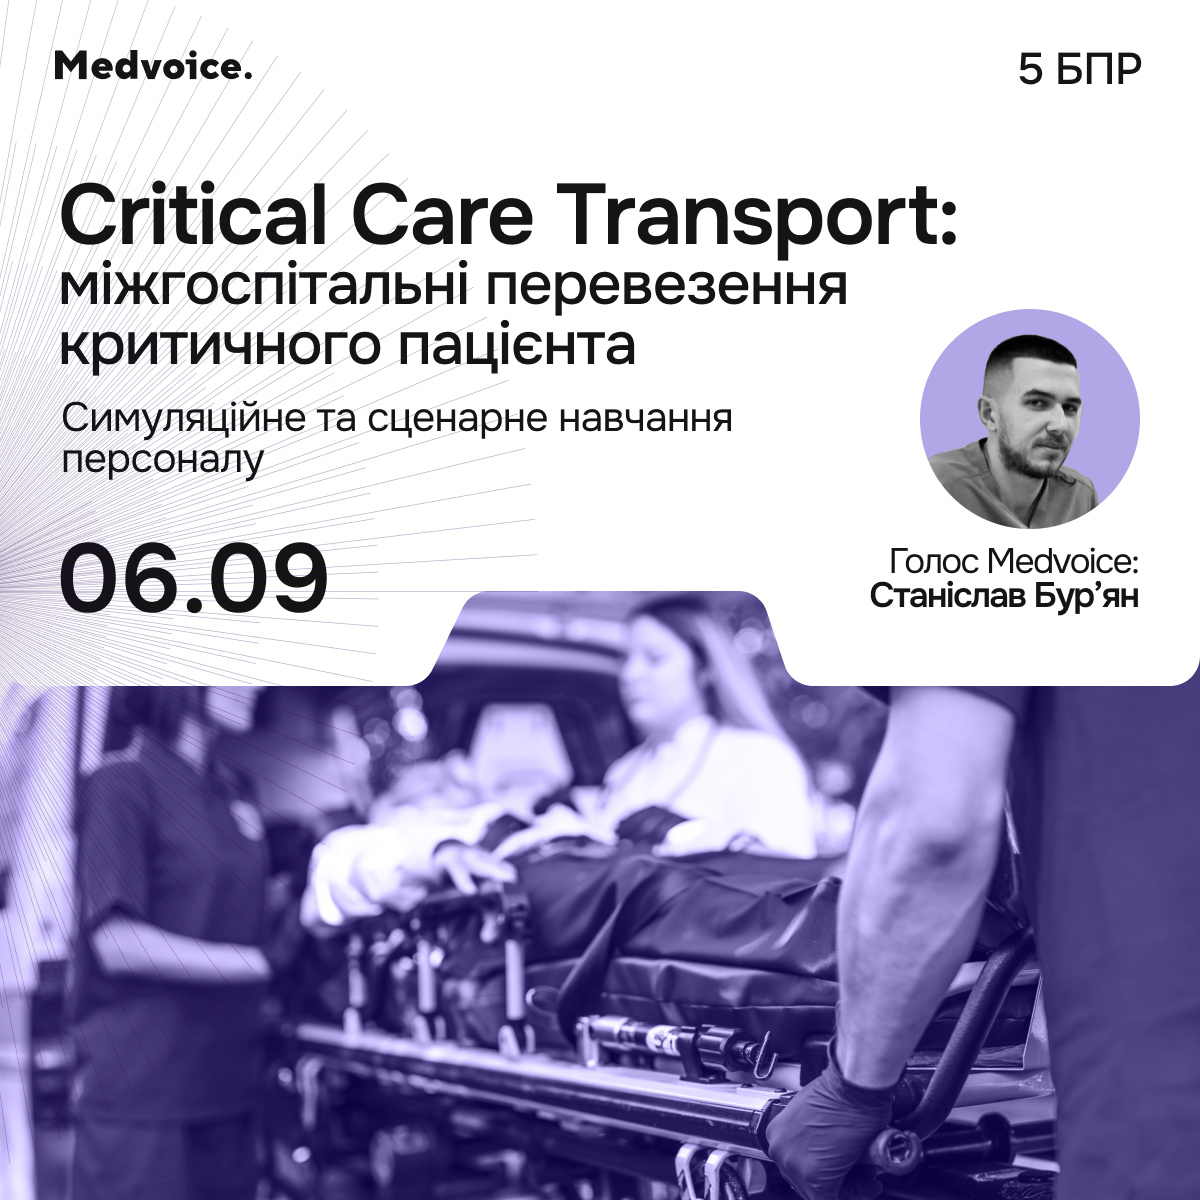 Medvoice.
5 БПР
Critical Care Transport:
міжгоспітальні перевезення
критичного пацієнта
Симуляційне та сценарне навчання
персоналу
06.09
Голос Medvoice:
Станіслав Бур’ян